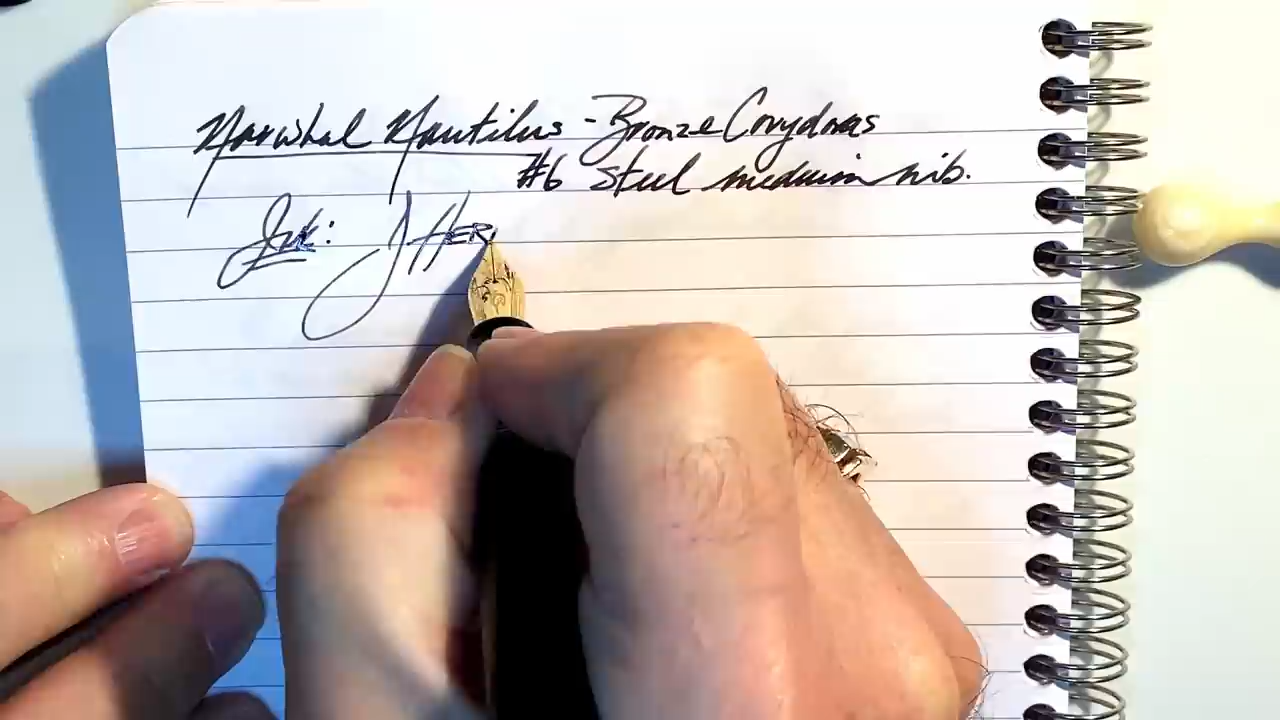 Narwhal Nautilus - Bronze Corydoras
#6 Steel medium nib.
Ink: J HER